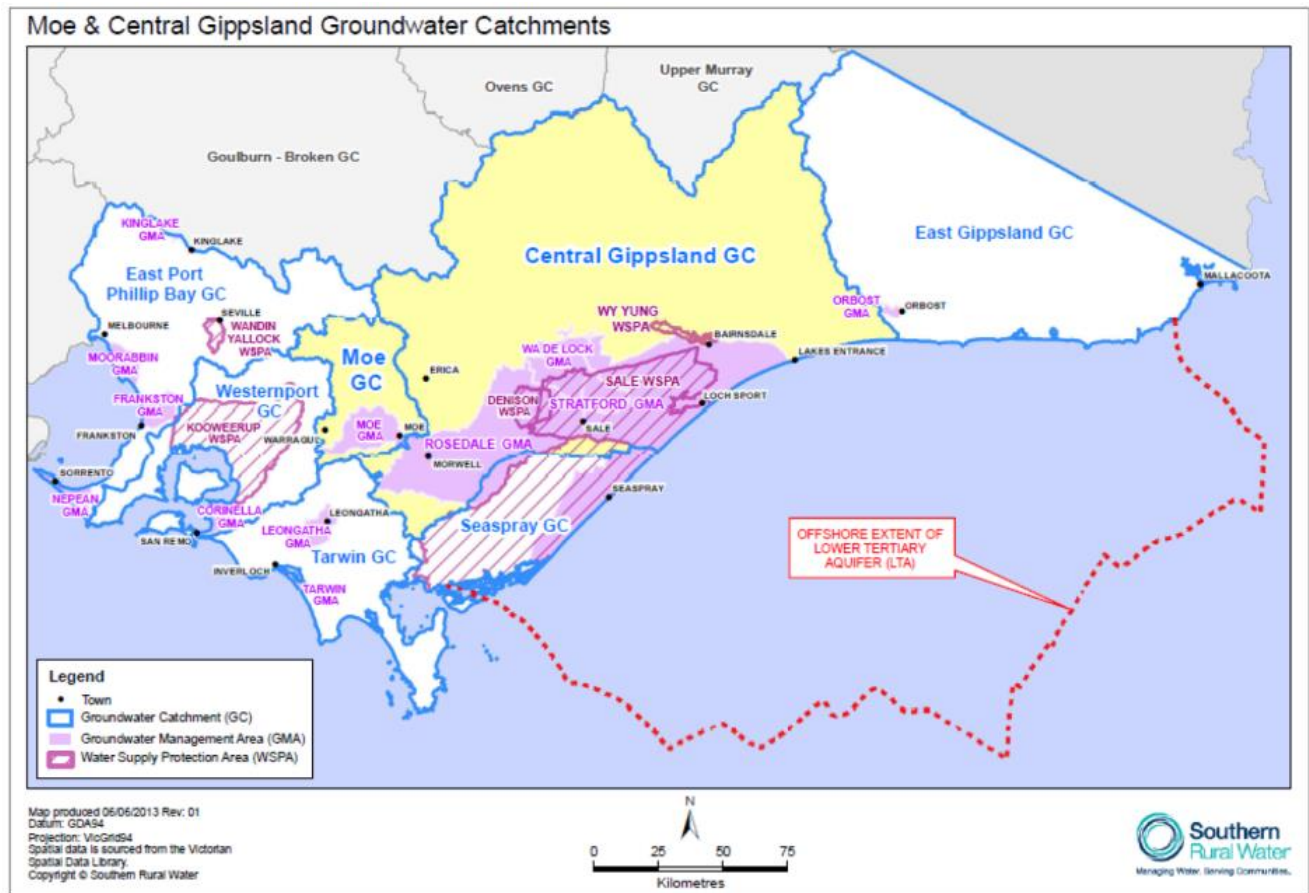 Moe & Central Gippsland Groundwater Catchments
Ovens GC
Upper Murray
GC
Goulburn - Broken GC
KINGLAKE
GMA
KINGLAKE
East Port
Phillip Bay GC
Central Gippsland GC
East Gippsland GC
MALLACOOTA
SEVILLE
MELBOURNE
WANDIN
YALLOCK
WSPA
WY YUNG
WSPA
ORBOST
GMA
ORBOST
BAIRNSDALE
MOORABBIN
GMA
Moe
GC
WA DE LOCK
GMA
LAKES ENTRANCE
ERICA
Westernport
GC
SALE WSPA
DENISON
WSPA
STRATFORD GMA
LOCH SPORT
FRANKSTON
GMA
KOOWEERUP
WSPA
FRANKSTON
WARRAGUL
MOE
GMA
MOE
SALE
ROSEDALE GMA
MORWELL
SORRENTO
NEPEAN
GMA
CORINELLA
GMA
SEASPRAY
SAN REMO
LEONGATHA
LEONGATHA
GMA
Seaspray GC
Tarwin GC
INVERLOCH
TARWIN
GMA
OFFSHORE EXTENT OF
LOWER TERTIARY
AQUIFER (LTA)
Legend
Town
Groundwater Catchment (GC)
Groundwater Management Area (GMA)
Water Supply Protection Area (WSPA)
Map produced 06/06/2013 Rev: 01
Datum: GDA94
Projection: VicGrid94
Spatial data is sourced from the Victorian
Spatial Data Library.
Copyright © Southern Rural Water
N
0 25 50 75
Kilometres
Southern
Rural Water
Managing Water. Serving Communities.